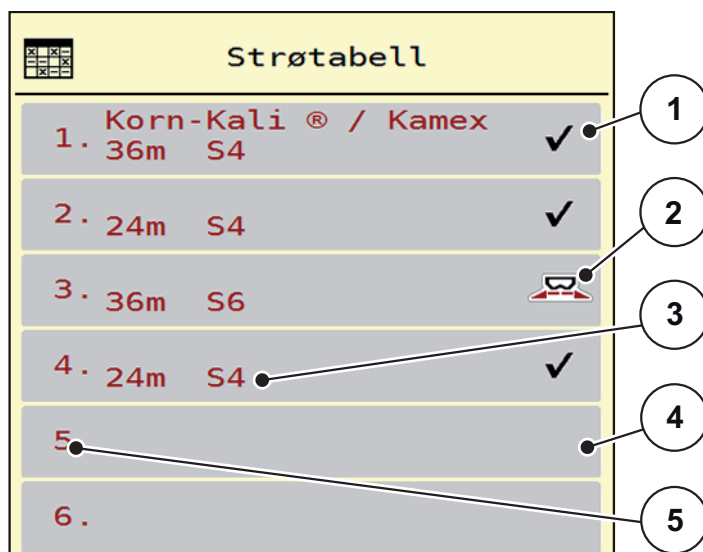 Strøtabell
1. Korn-Kali ® / Kamex
36m S4
2. 24m S4
3. 36m S6
4. 24m S4
5.
6.
1
2
3
4
5